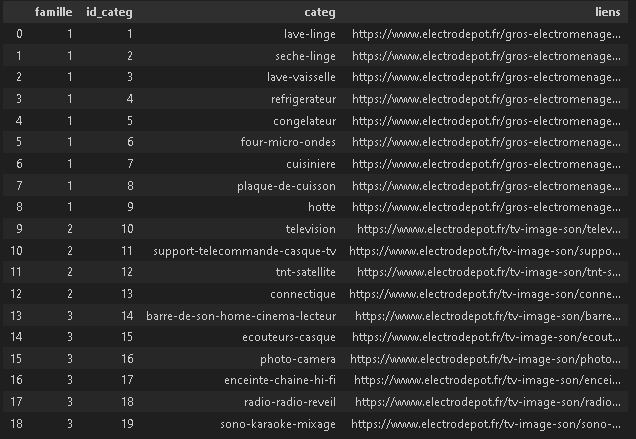 famille id_categ categ liens
0 1 1 lave-linge https://www.electrodepot.fr/gros-electromenage...
1 1 2 seche-linge https://www.electrodepot.fr/gros-electromenage...
2 1 3 lave-vaisselle https://www.electrodepot.fr/gros-electromenage...
3 1 4 refrigerateur https://www.electrodepot.fr/gros-electromenage...
4 1 5 congelateur https://www.electrodepot.fr/gros-electromenage...
5 1 6 four-micro-ondes https://www.electrodepot.fr/gros-electromenage...
6 1 7 cuisiniere https://www.electrodepot.fr/gros-electromenage...
7 1 8 plaque-de-cuisson https://www.electrodepot.fr/gros-electromenage...
8 1 9 hotte https://www.electrodepot.fr/gros-electromenage...
9 2 10 television https://www.electrodepot.fr/tv-image-son/telev...
10 2 11 support-telecommande-casque-tv https://www.electrodepot.fr/tv-image-son/suppo...
11 2 12 tnt-satellite https://www.electrodepot.fr/tv-image-son/tnt-s...
12 2 13 connectique https://www.electrodepot.fr/tv-image-son/conne...
13 3 14 barre-de-son-home-cinema-lecteur https://www.electrodepot.fr/tv-image-son/barre...
14 3 15 ecouteurs-casque https://www.electrodepot.fr/tv-image-son/ecout...
15 3 16 photo-camera https://www.electrodepot.fr/tv-image-son/photo...
16 3 17 enceinte-chaine-hi-fi https://www.electrodepot.fr/tv-image-son/encei...
17 3 18 radio-radio-reveil https://www.electrodepot.fr/tv-image-son/radio...
18 3 19 sono-karaoke-mixage https://www.electrodepot.fr/tv-image-son/sono-...